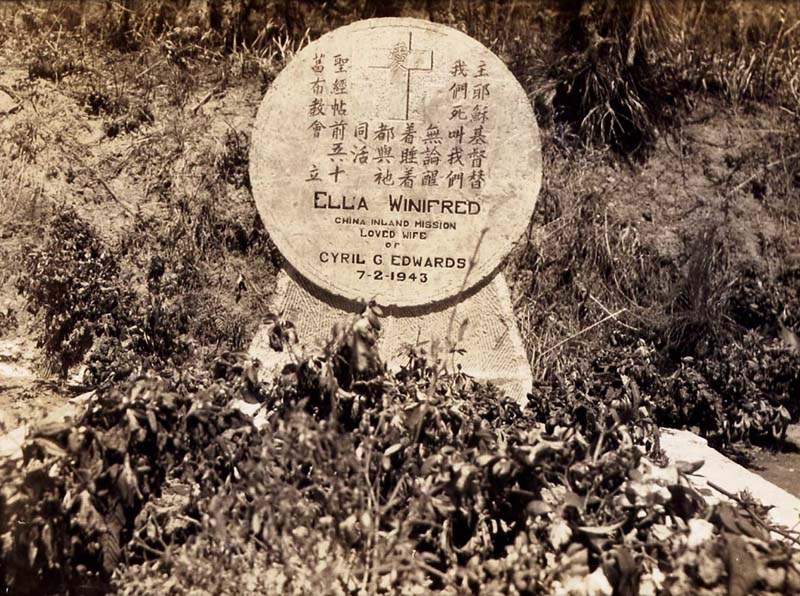 主耶穌基督替
我們死叫我們
無論醒
着睡着
都與祂
同活
聖經帖前五·十
葛布教會 立
ELLA WINIFRED
CHINA INLAND MISSION
LOVED WIFE
OF
CYRIL G. EDWARDS
7-2-1943